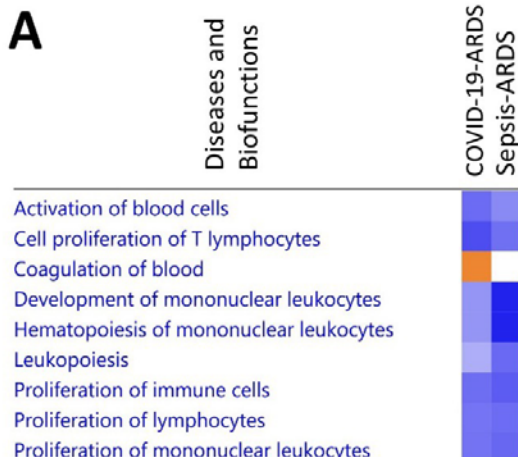 A
Diseases and
Biofunctions
COVID-19-ARDS
Sepsis-ARDS
Activation of blood cells
Cell proliferation of T lymphocytes
Coagulation of blood
Development of mononuclear leukocytes
Hematopoiesis of mononuclear leukocytes
Leukopoiesis
Proliferation of immune cells
Proliferation of lymphocytes
Proliferation of mononuclear leukocytes